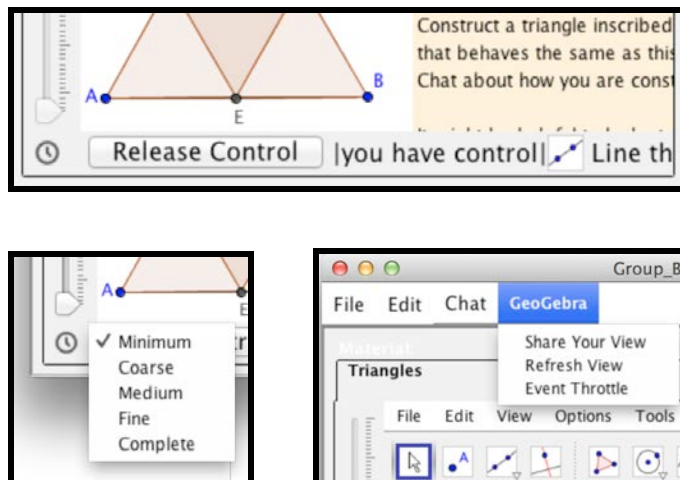 Construct a triangle inscribed
that behaves the same as this
Chat about how you are const
A
B
E
Release Control |you have control| Line th
A
E
✓ Minimum
Coarse
Medium
Fine
Complete
Group_B
File Edit Chat GeoGebra
Material
Share Your View
Refresh View
Event Throttle
Triangles
File Edit View Options Tools
A